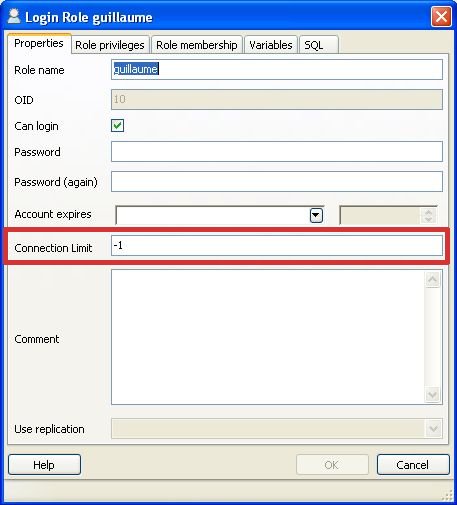 Login Role guillaume
Properties Role privileges Role membership Variables SQL
Role name guillaume
OID 10
Can login
Password
Password (again)
Account expires
Connection Limit -1
Comment
Use replication
Help OK Cancel